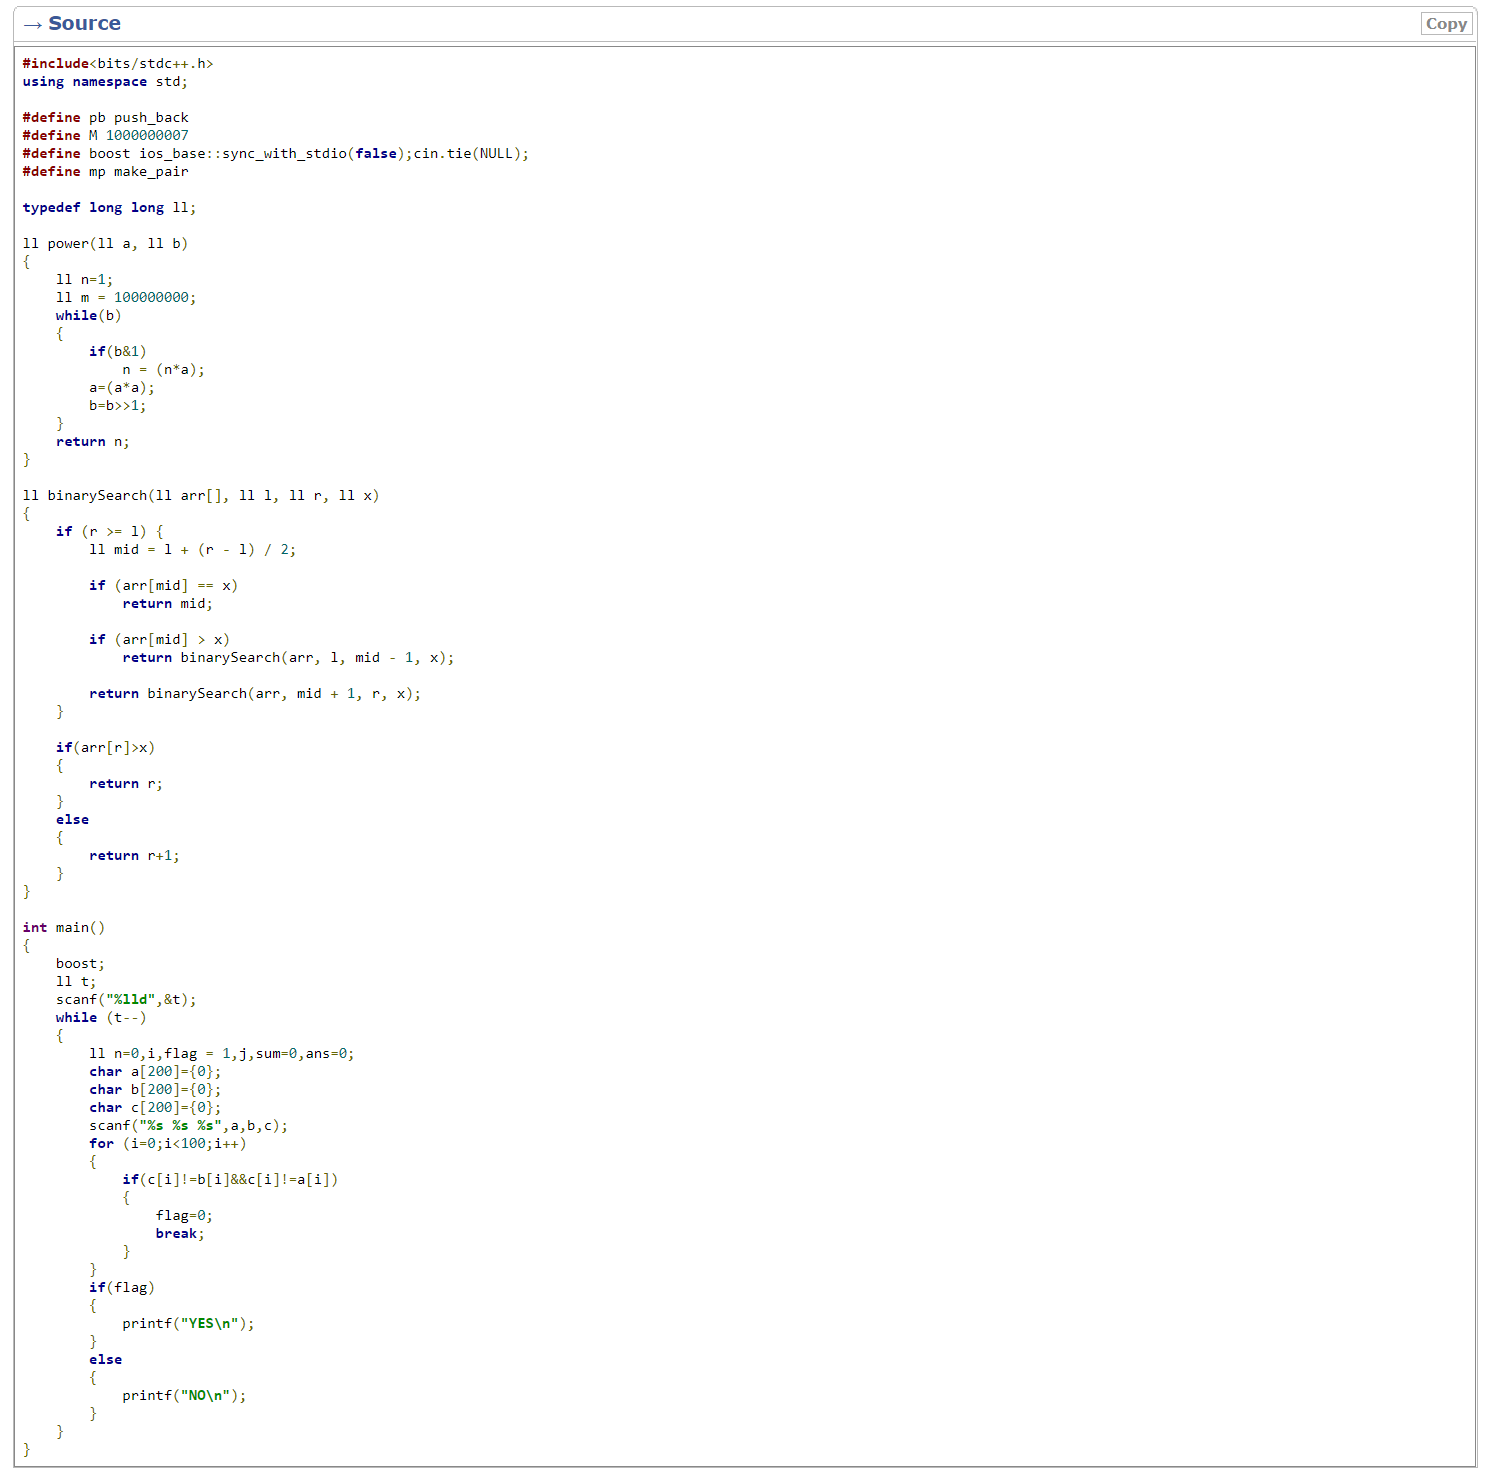 → Source
Copy
#include<bits/stdc++.h>
using namespace std;
#define pb push_back
#define M 1000000007
#define boost ios_base::sync_with_stdio(false);cin.tie(NULL);
#define mp make_pair
typedef long long ll;
ll power(ll a, ll b)
{
    ll n=1;
    ll m = 100000000;
    while(b)
    {
        if(b&1)
            n = (n*a);
        a=(a*a);
        b=b>>1;
    }
    return n;
}
ll binarySearch(ll arr[], ll l, ll r, ll x)
{
    if (r >= l) {
        ll mid = l + (r - l) / 2;
        if (arr[mid] == x)
            return mid;
        if (arr[mid] > x)
            return binarySearch(arr, l, mid - 1, x);
        return binarySearch(arr, mid + 1, r, x);
    }
    if(arr[r]>x)
    {
        return r;
    }
    else
    {
        return r+1;
    }
}
int main()
{
    boost;
    ll t;
    scanf("%lld",&t);
    while (t--)
    {
        ll n=0,i,flag = 1,j,sum=0,ans=0;
        char a[200]={0};
        char b[200]={0};
        char c[200]={0};
        scanf("%s %s %s",a,b,c);
        for (i=0;i<100;i++)
        {
            if(c[i]!=b[i]&&c[i]!=a[i])
            {
                flag=0;
                break;
            }
        }
        if(flag)
        {
            printf("YES\n");
        }
        else
        {
            printf("NO\n");
        }
    }
}